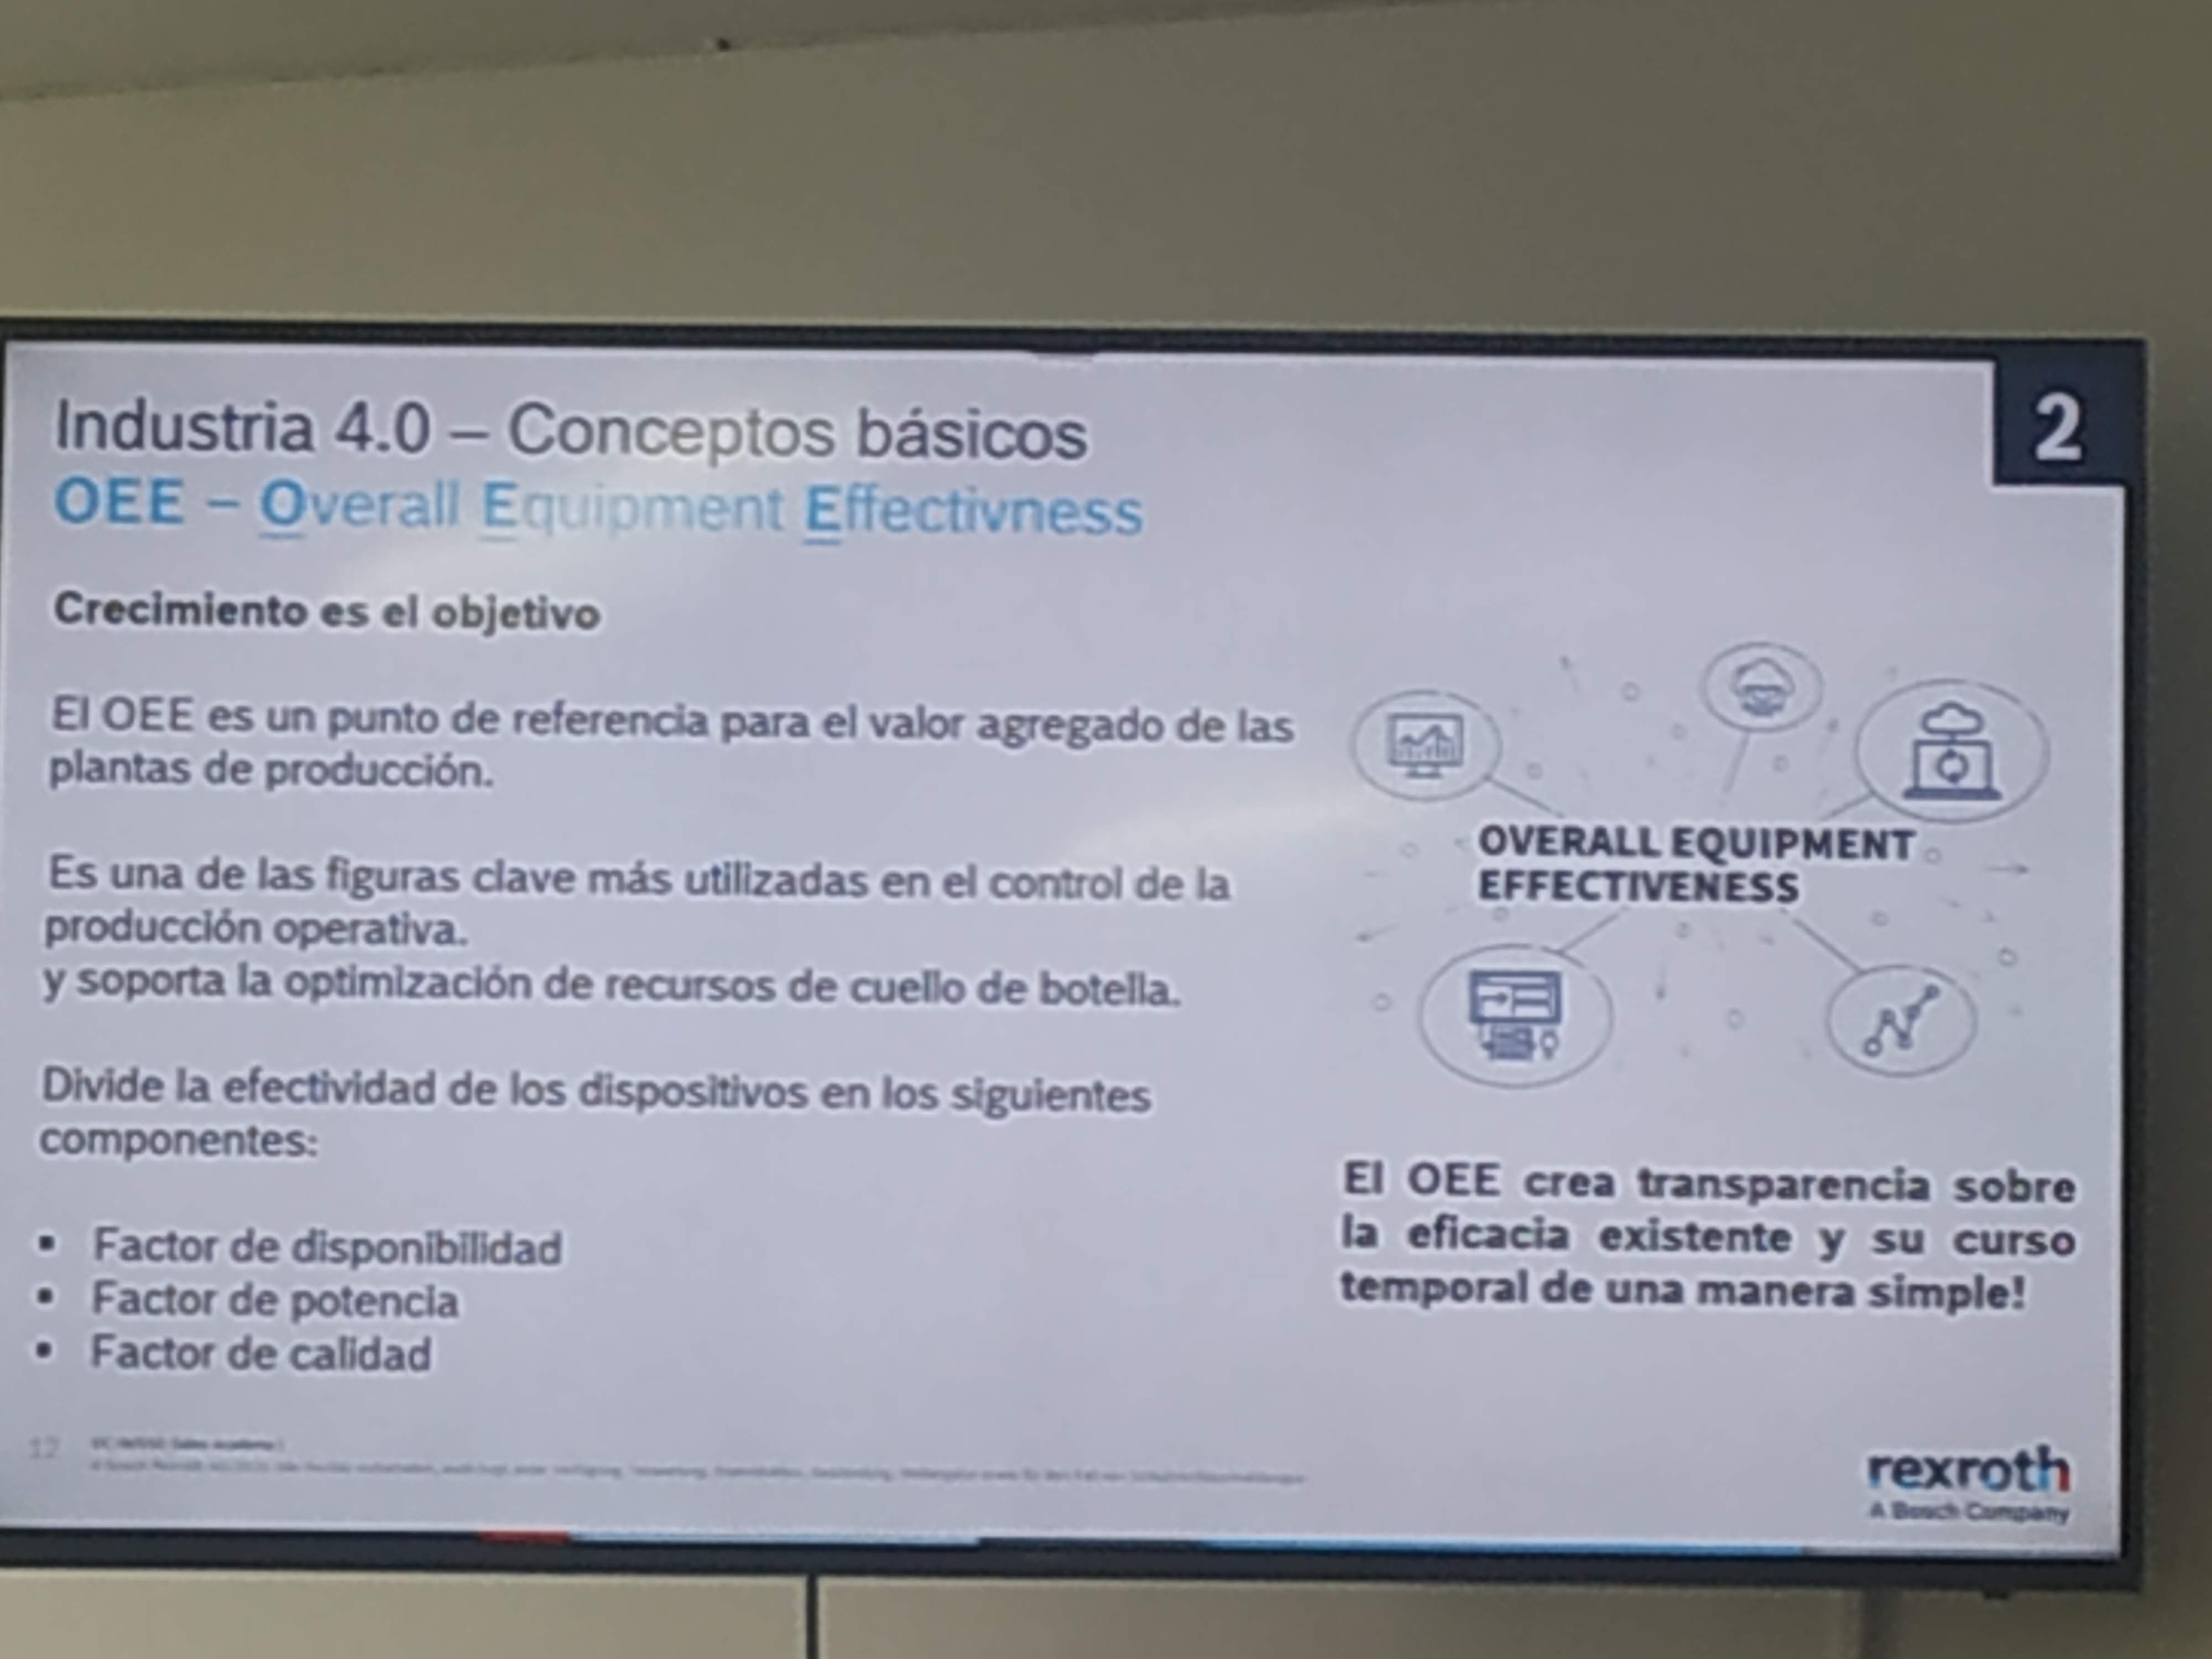 Industria 4.0 – Conceptos básicos
2
OEE – Overall Equipment Effectivness
Crecimiento es el objetivo
El OEE es un punto de referencia para el valor agregado de las
plantas de producción.
Es una de las figuras clave más utilizadas en el control de la
producción operativa.
y soporta la optimización de recursos de cuello de botella.
Divide la efectividad de los dispositivos en los siguientes
componentes:
▪ Factor de disponibilidad
▪ Factor de potencia
▪ Factor de calidad
OVERALL EQUIPMENT
EFFECTIVENESS
El OEE crea transparencia sobre
la eficacia existente y su curso
temporal de una manera simple!
12
rexroth
A Bosch Company